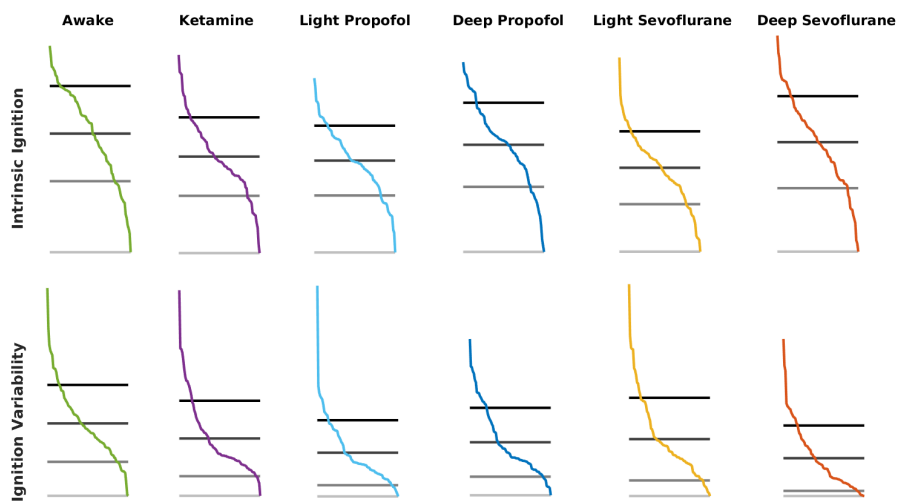 Awake
Ketamine
Light Propofol
Deep Propofol
Light Sevoflurane
Deep Sevoflurane
Intrinsic Ignition
Ignition Variability